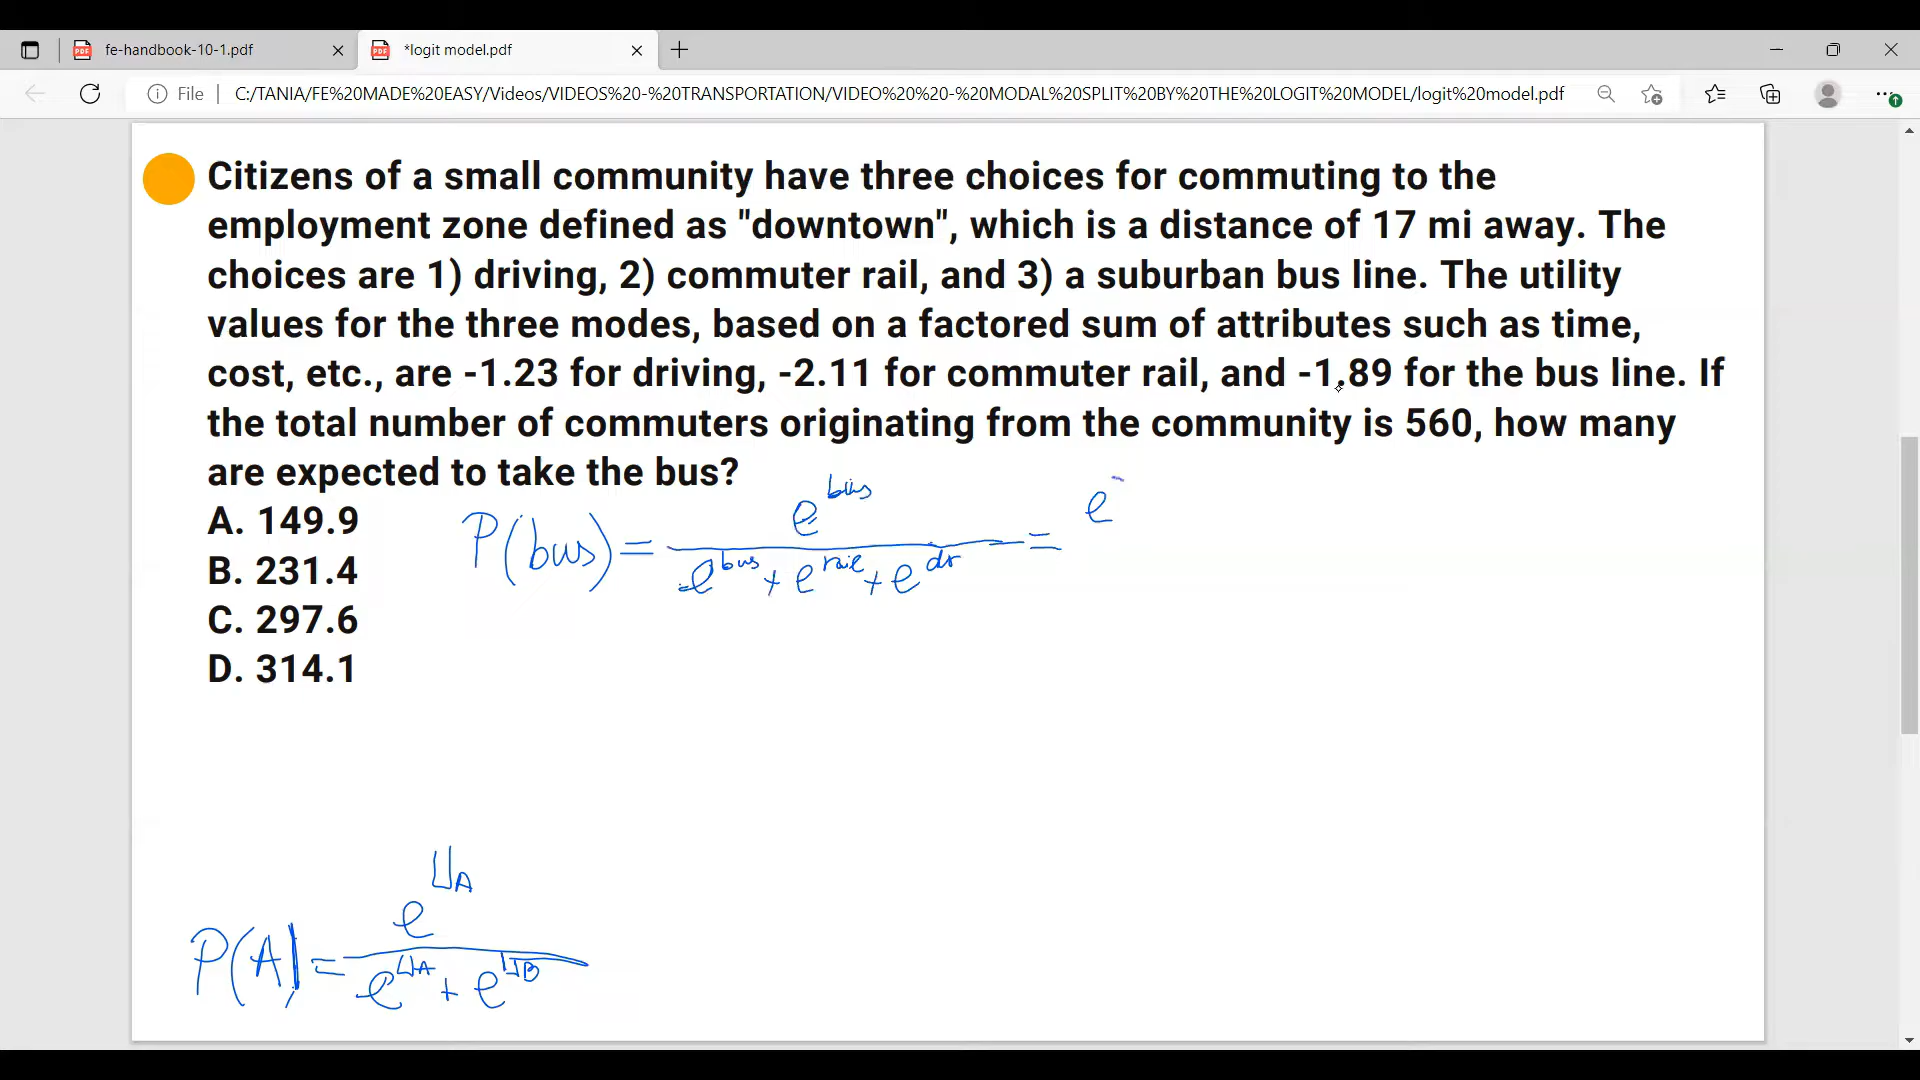 fe-handbook-10-1.pdf
*logit model.pdf
File
C:/TANIA/FE%20MADE%20EASY/Videos/VIDEOS%20-%20TRANSPORTATION/VIDEO%20%20-%20MODAL%20SPLIT%20BY%20THE%20LOGIT%20MODEL/logit%20model.pdf
Citizens of a small community have three choices for commuting to the
employment zone defined as "downtown", which is a distance of 17 mi away. The
choices are 1) driving, 2) commuter rail, and 3) a suburban bus line. The utility
values for the three modes, based on a factored sum of attributes such as time,
cost, etc., are -1.23 for driving, -2.11 for commuter rail, and -1.89 for the bus line. If
the total number of commuters originating from the community is 560, how many
are expected to take the bus?
A. 149.9
B. 231.4
C. 297.6
D. 314.1
P(bus) = e^bus / e^bus + e^rail + e^dr = e^-
P(A) = e^UA / e^UA + e^UB